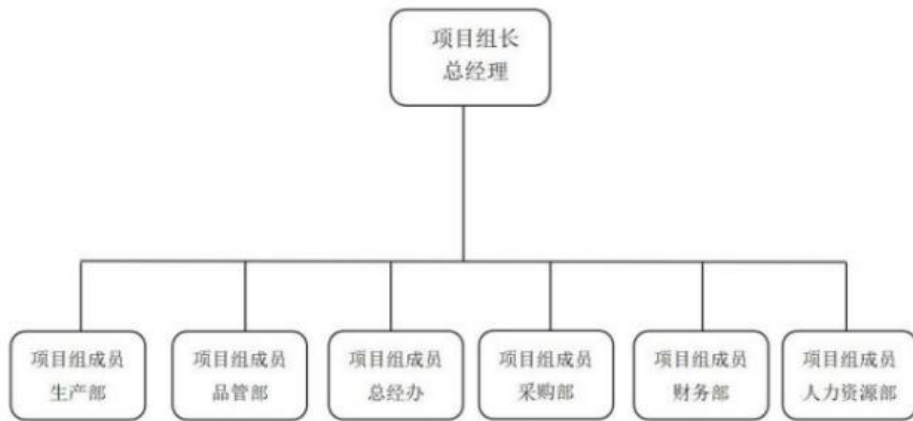 项目组长
总经理
项目组成员
生产部
项目组成员
品管部
项目组成员
总经办
项目组成员
采购部
项目组成员
财务部
项目组成员
人力资源部